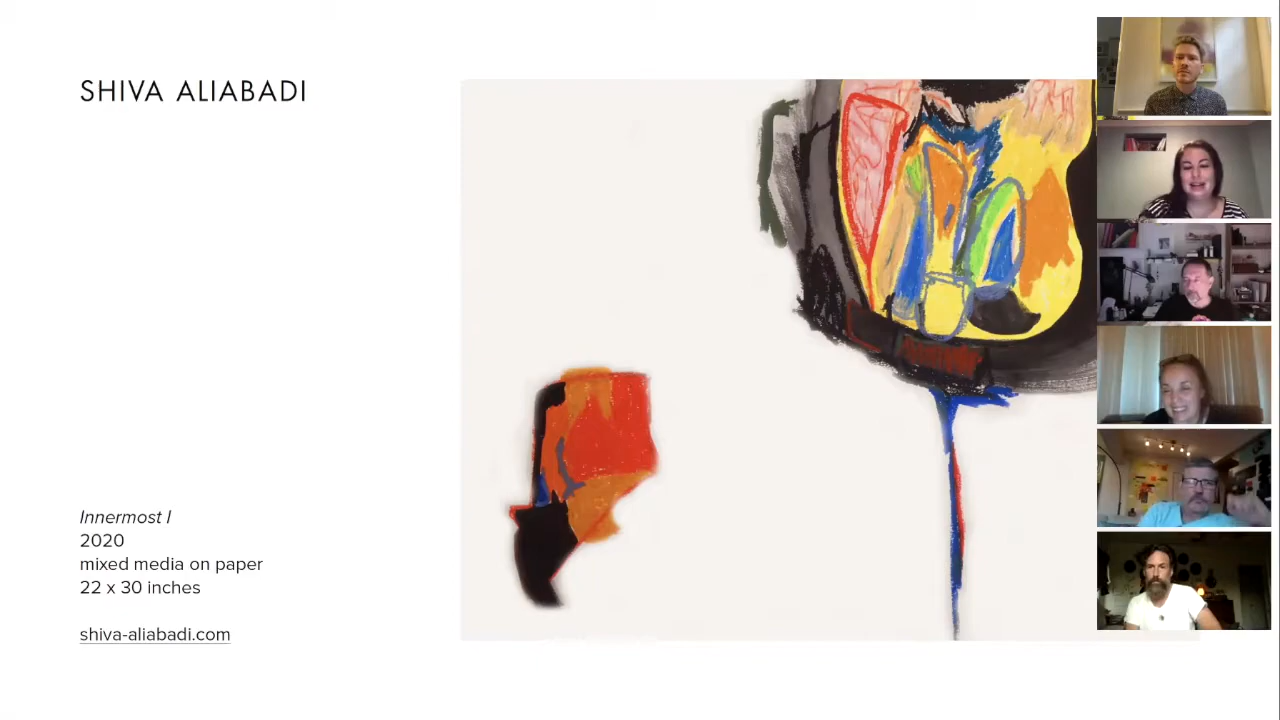 SHIVA ALIABADI
Innermost I
2020
mixed media on paper
22 x 30 inches
shiva-aliabadi.com